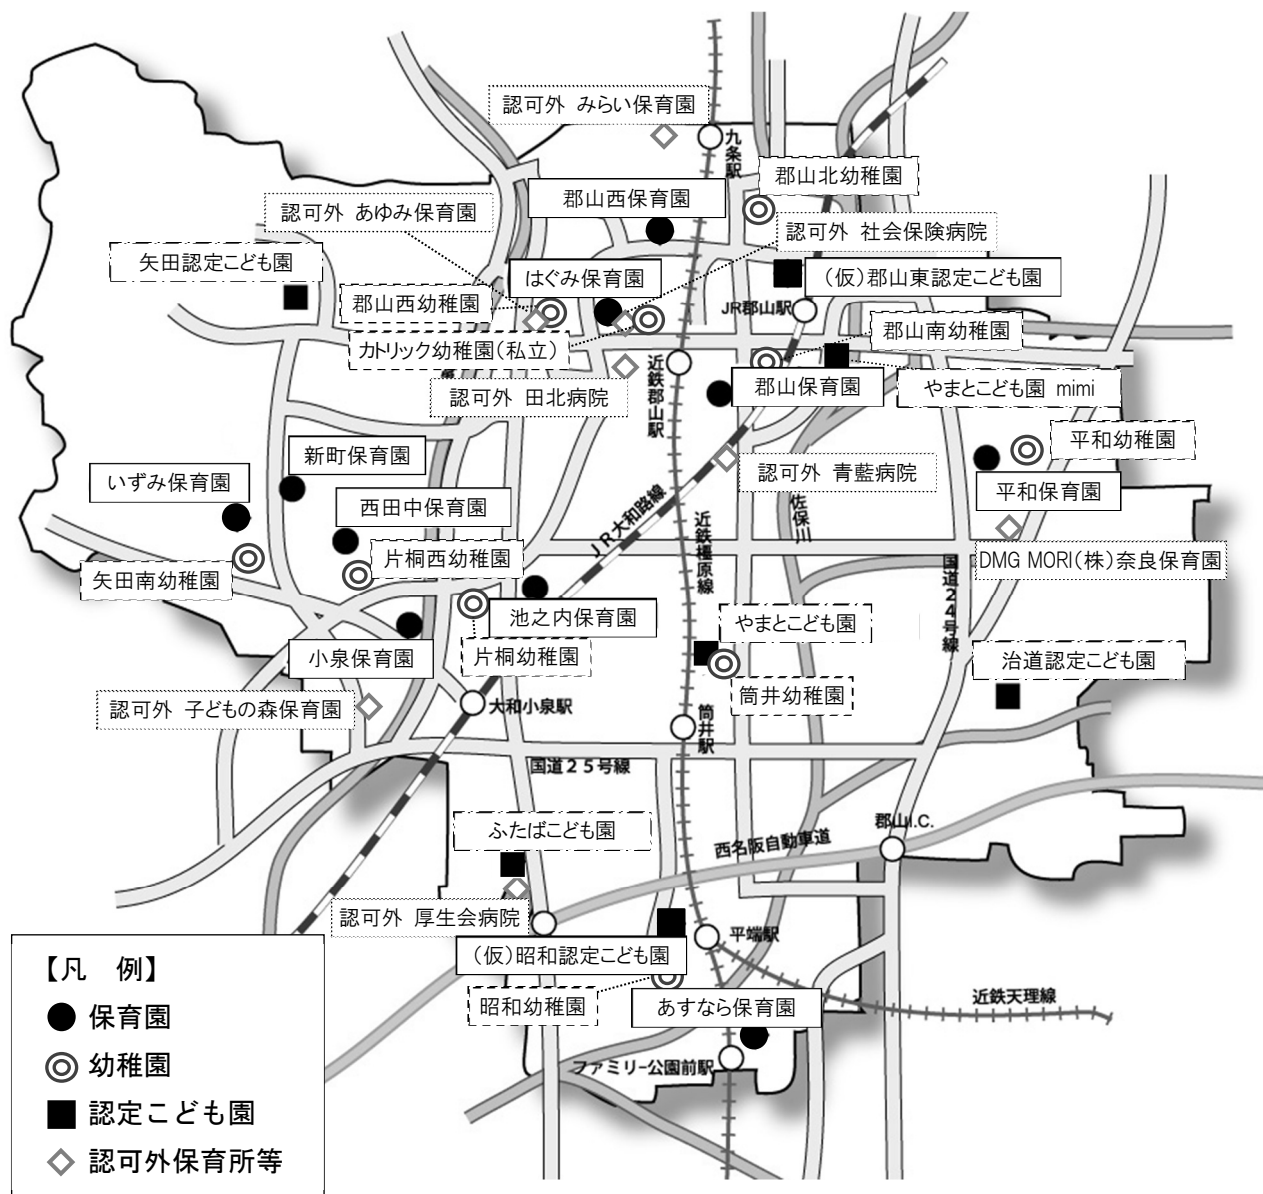 認可外 みらい保育園
九条駅
郡山北幼稚園
郡山西保育園
認可外 あゆみ保育園
認可外 社会保険病院
矢田認定こども園
はぐみ保育園
(仮)郡山東認定こども園
郡山西幼稚園
JR郡山駅
郡山南幼稚園
カトリック幼稚園(私立)
近鉄郡山駅
郡山保育園
やまとこども園 mimi
認可外 田北病院
平和幼稚園
新町保育園
いずみ保育園
認可外 青藍病院
平和保育園
西田中保育園
佐保川
JR大和路線
近鉄橿原線
片桐西幼稚園
矢田南幼稚園
DMG MORI(株)奈良保育園
国道24号線
池之内保育園
やまとこども園
小泉保育園
片桐幼稚園
治道認定こども園
筒井幼稚園
認可外 子どもの森保育園
大和小泉駅
筒井駅
国道25号線
ふたばこども園
郡山I.C.
西名阪自動車道
認可外 厚生会病院
平端駅
(仮)昭和認定こども園
昭和幼稚園
あすなら保育園
近鉄天理線
ファミリー公園前駅
【凡 例】
保育園
幼稚園
認定こども園
認可外保育所等